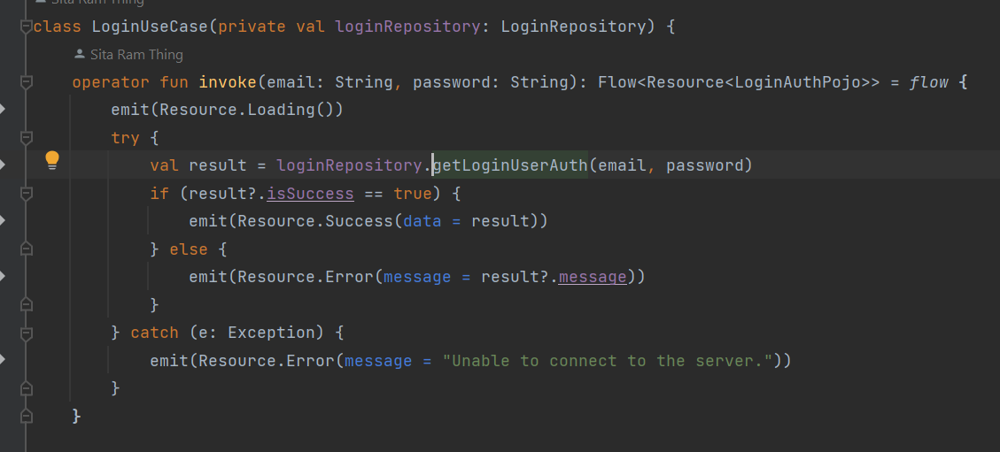 Sita Ram Thing
class LoginUseCase(private val loginRepository: LoginRepository) {
Sita Ram Thing
operator fun invoke(email: String, password: String): Flow<Resource<LoginAuthPojo>> = flow {
emit(Resource.Loading())
try {
val result = loginRepository.getLoginUserAuth(email, password)
if (result?.isSuccess == true) {
emit(Resource.Success(data = result))
} else {
emit(Resource.Error(message = result?.message))
}
} catch (e: Exception) {
emit(Resource.Error(message = "Unable to connect to the server."))
}
}